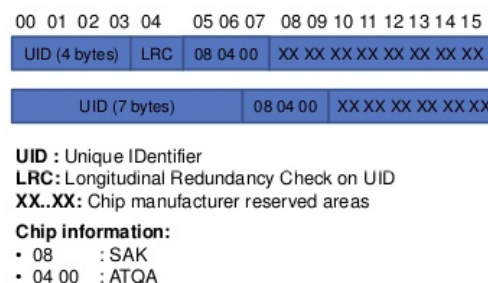 00 01 02 03 04 05 06 07 08 09 10 11 12 13 14 15
UID (4 bytes) LRC 08 04 00 XX XX XX XX XX XX XX XX
UID (7 bytes) 08 04 00 XX XX XX XX XX XX
UID : Unique IDentifier
LRC: Longitudinal Redundancy Check on UID
XX..XX: Chip manufacturer reserved areas
Chip information:
• 08 : SAK
• 04 00 : ATQA